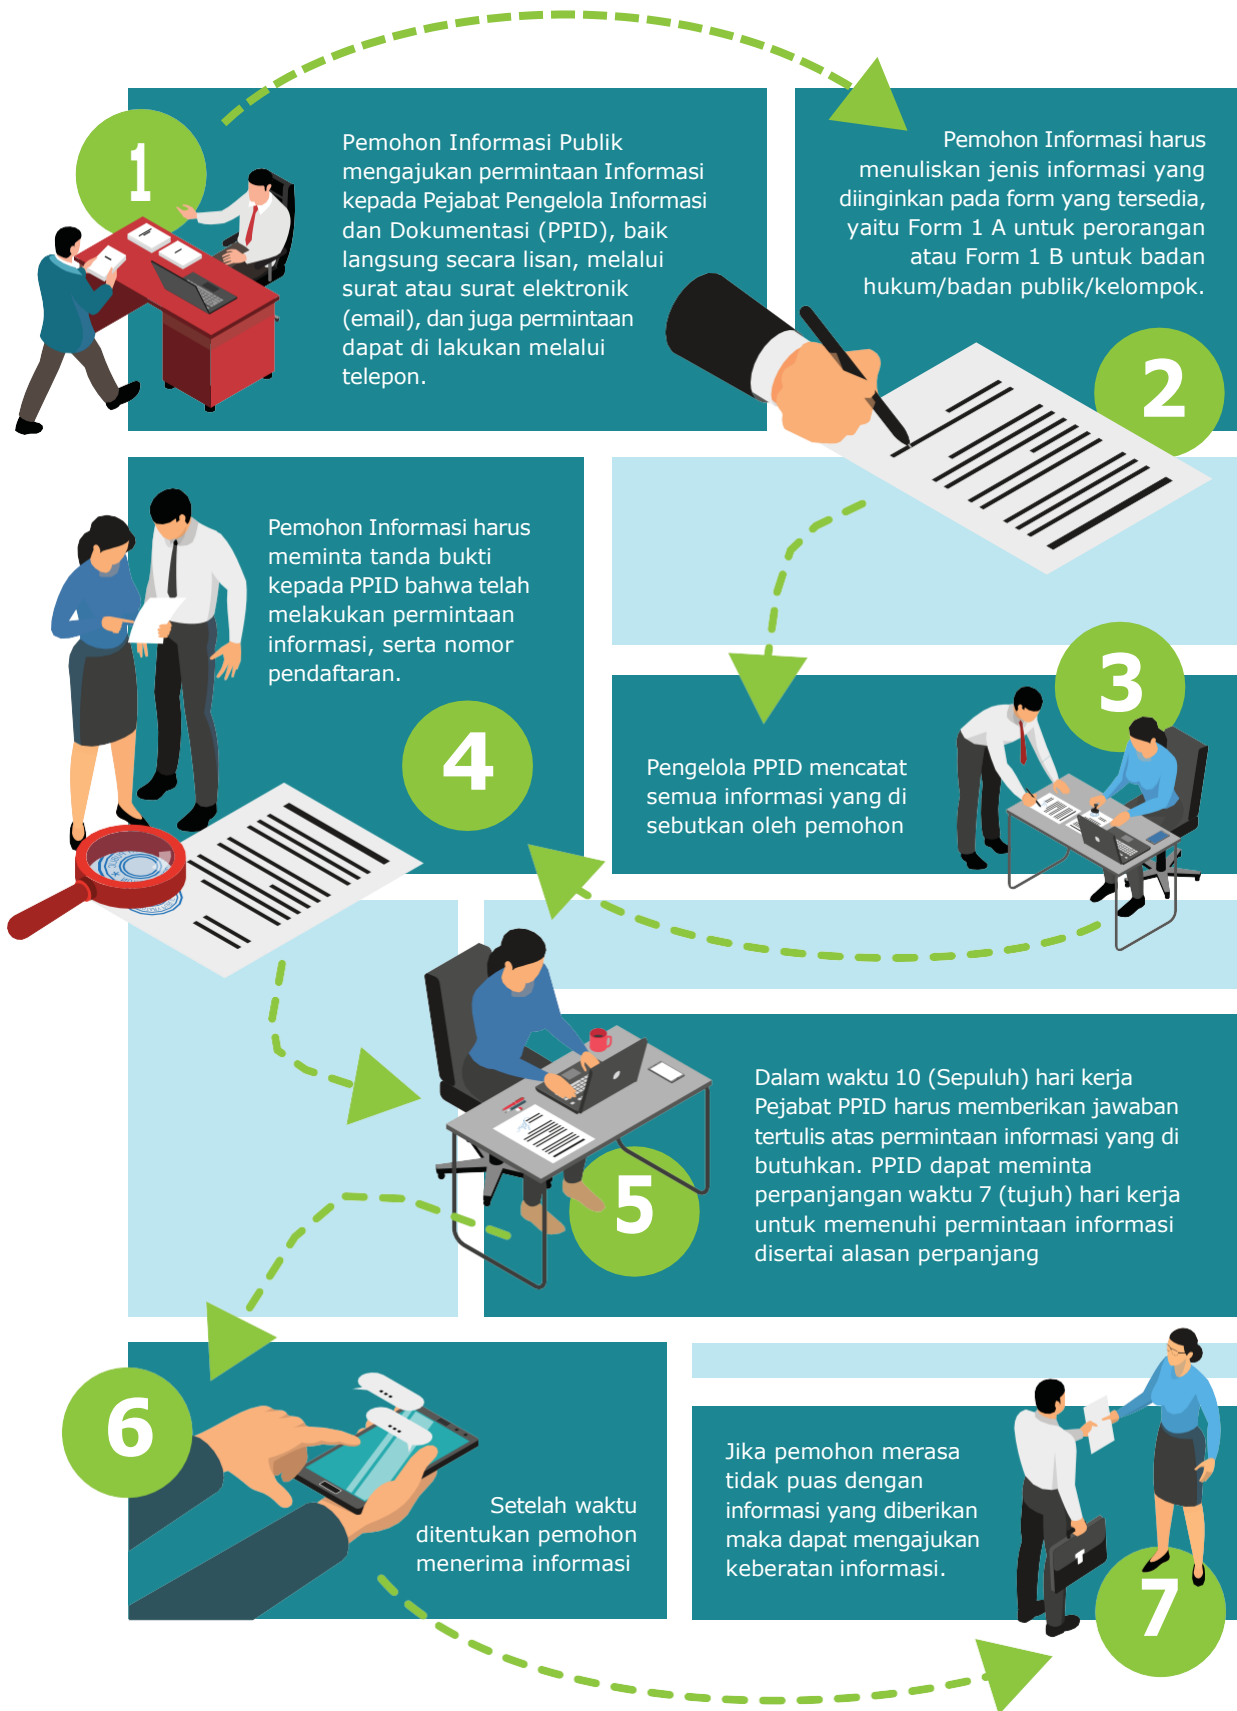 1
Pemohon Informasi Publik
mengajukan permintaan Informasi
kepada Pejabat Pengelola Informasi
dan Dokumentasi (PPID), baik
langsung secara lisan, melalui
surat atau surat elektronik
(email), dan juga permintaan
dapat di lakukan melalui
telepon.
Pemohon Informasi harus
menuliskan jenis informasi yang
diinginkan pada form yang tersedia,
yaitu Form 1 A untuk perorangan
atau Form 1 B untuk badan
hukum/badan publik/kelompok.
2
3
Pengelola PPID mencatat
semua informasi yang di
sebutkan oleh pemohon
Pemohon Informasi harus
meminta tanda bukti
kepada PPID bahwa telah
melakukan permintaan
informasi, serta nomor
pendaftaran.
4
Dalam waktu 10 (Sepuluh) hari kerja
Pejabat PPID harus memberikan jawaban
tertulis atas permintaan informasi yang di
butuhkan. PPID dapat meminta
perpanjangan waktu 7 (tujuh) hari kerja
untuk memenuhi permintaan informasi
disertai alasan perpanjang
5
6
Setelah waktu
ditentukan pemohon
menerima informasi
Jika pemohon merasa
tidak puas dengan
informasi yang diberikan
maka dapat mengajukan
keberatan informasi.
7